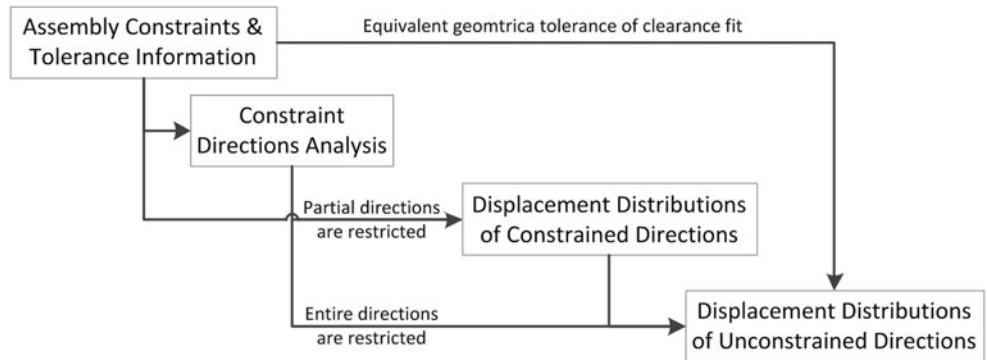 Assembly Constraints &
Tolerance Information
Equivalent geomtrica tolerance of clearance fit
Constraint
Directions Analysis
Partial directions
are restricted
Displacement Distributions
of Constrained Directions
Entire directions
are restricted
Displacement Distributions
of Unconstrained Directions